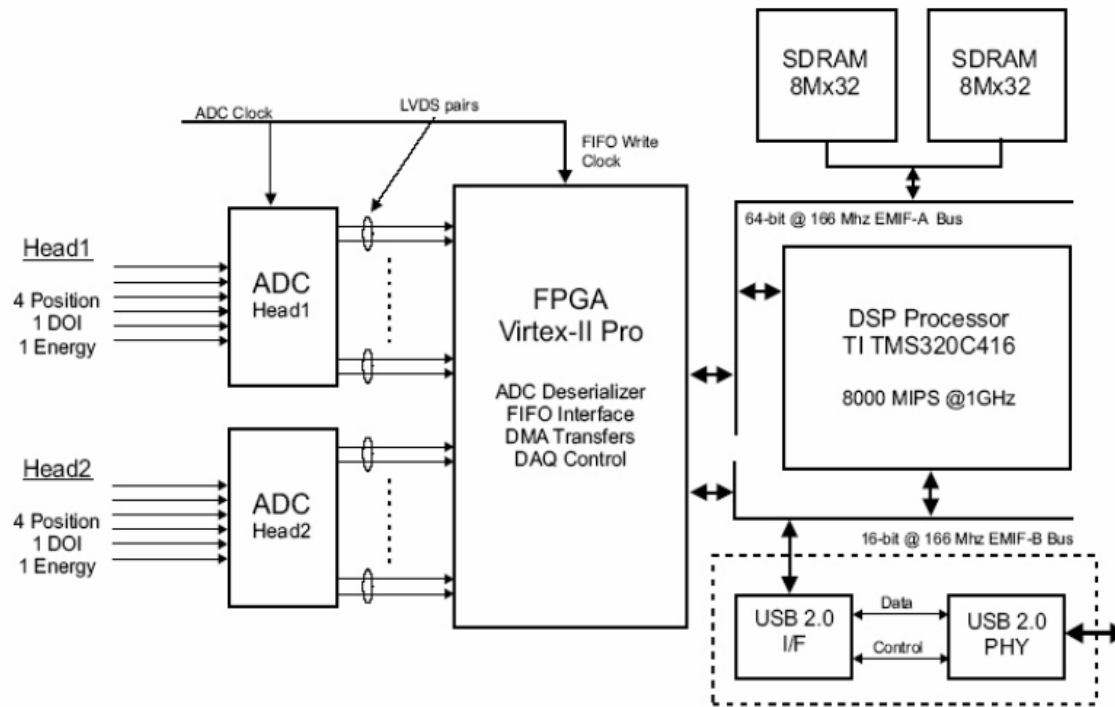 SDRAM
8Mx32
SDRAM
8Mx32
ADC Clock
LVDS pairs
FIFO Write
Clock
64-bit @ 166 Mhz EMIF-A Bus
Head1
4 Position
1 DOI
1 Energy
ADC
Head1
FPGA
Virtex-II Pro
ADC Deserializer
FIFO Interface
DMA Transfers
DAQ Control
DSP Processor
TI TMS320C416
8000 MIPS @1GHz
Head2
4 Position
1 DOI
1 Energy
ADC
Head2
16-bit @ 166 Mhz EMIF-B Bus
USB 2.0
I/F
Data
Control
USB 2.0
PHY